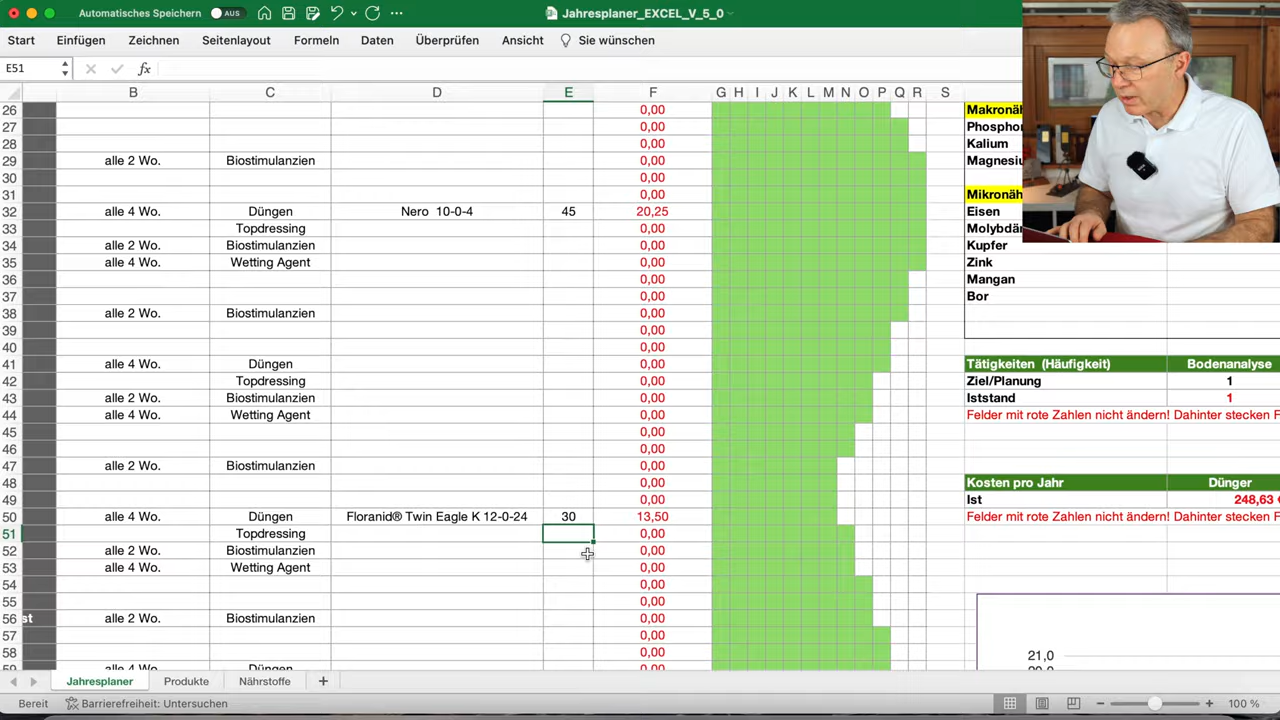 Automatisches Speichern AUS Jahresplaner_EXCEL_V_5_0
Start Einfügen Zeichnen Seitenlayout Formeln Daten Überprüfen Ansicht Sie wünschen
E51 fx
B C D E F G H I J K L M N O P Q R S
26 0,00 Makronäh
27 0,00 Phosphor
28 0,00 Kalium
29 alle 2 Wo. Biostimulanzien 0,00 Magnesiu
30 0,00
31 0,00 Mikronäh
32 alle 4 Wo. Düngen Nero 10-0-4 45 20,25 Eisen
33 Topdressing 0,00 Molybdän
34 alle 2 Wo. Biostimulanzien 0,00 Kupfer
35 alle 4 Wo. Wetting Agent 0,00 Zink
36 0,00 Mangan
37 0,00 Bor
38 alle 2 Wo. Biostimulanzien 0,00
39 0,00
40 0,00
41 alle 4 Wo. Düngen 0,00 Tätigkeiten (Häufigkeit) Bodenanalyse
42 Topdressing 0,00 Ziel/Planung 1
43 alle 2 Wo. Biostimulanzien 0,00 Iststand 1
44 alle 4 Wo. Wetting Agent 0,00 Felder mit rote Zahlen nicht ändern! Dahinter stecken F
45 0,00
46 0,00
47 alle 2 Wo. Biostimulanzien 0,00
48 0,00 Kosten pro Jahr Dünger
49 0,00 Ist 248,63 €
50 alle 4 Wo. Düngen Floranid® Twin Eagle K 12-0-24 30 13,50 Felder mit rote Zahlen nicht ändern! Dahinter stecken F
51 Topdressing 0,00
52 alle 2 Wo. Biostimulanzien 0,00
53 alle 4 Wo. Wetting Agent 0,00
54 0,00
55 0,00
56 st alle 2 Wo. Biostimulanzien 0,00
57 0,00
58 0,00 21,0
59 alle 4 Wo. Düngen 0,00 20,0
Jahresplaner Produkte Nährstoffe +
Bereit Barrierefreiheit: Untersuchen 100 %